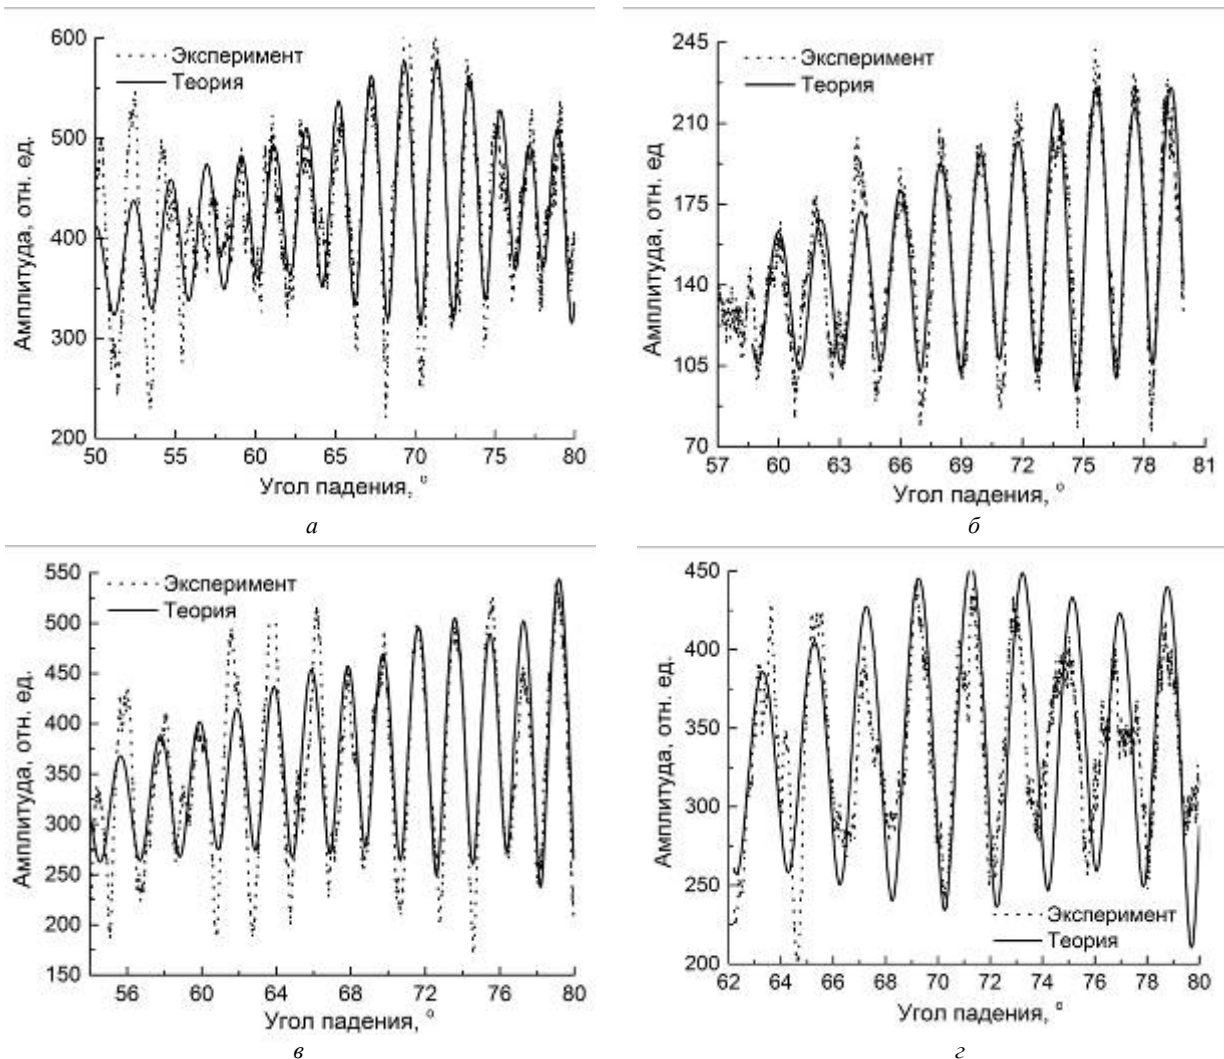 600
500
400
300
200
Амплитуда, отн. ед.
Эксперимент
Теория
50 55 60 65 70 75 80
Угол падения, °
а
245
210
175
140
105
70
Амплитуда, отн. ед
Эксперимент
Теория
57 60 63 66 69 72 75 78 81
Угол падения, °
б
550
500
450
400
350
300
250
200
150
Амплитуда, отн. ед.
Эксперимент
Теория
56 60 64 68 72 76 80
Угол падения, °
в
450
400
350
300
250
200
Амплитуда, отн. ед.
Эксперимент
Теория
62 64 66 68 70 72 74 76 78 80
Угол падения, °
г